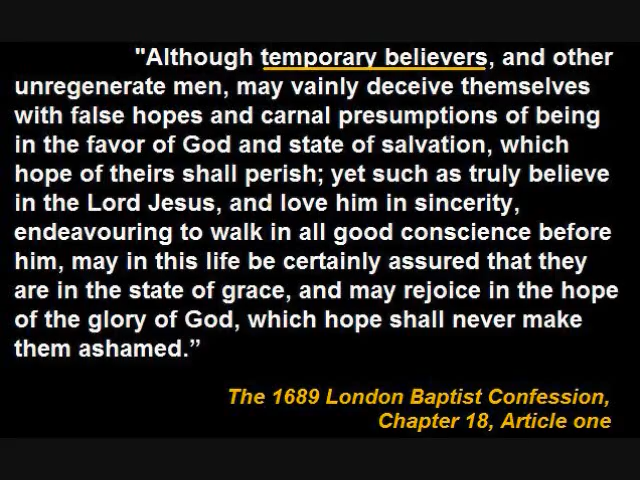 "Although temporary believers, and other
unregenerate men, may vainly deceive themselves
with false hopes and carnal presumptions of being
in the favor of God and state of salvation, which
hope of theirs shall perish; yet such as truly believe
in the Lord Jesus, and love him in sincerity,
endeavouring to walk in all good conscience before
him, may in this life be certainly assured that they
are in the state of grace, and may rejoice in the hope
of the glory of God, which hope shall never make
them ashamed.”
The 1689 London Baptist Confession,
Chapter 18, Article one